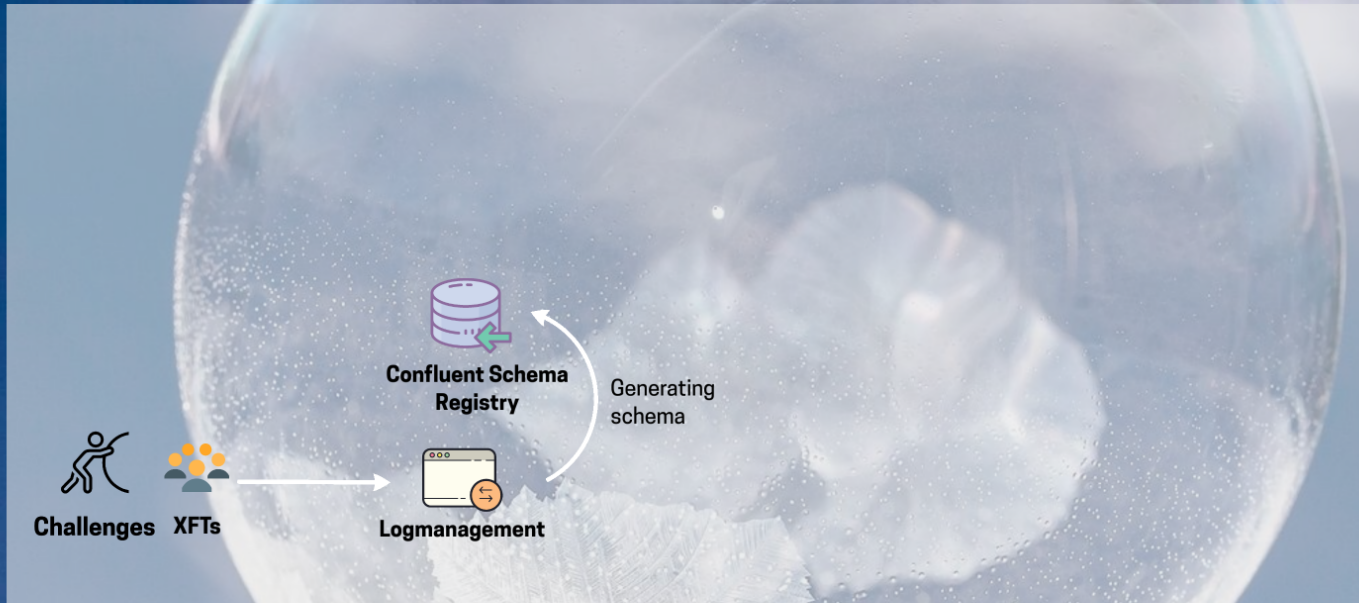 Confluent Schema
Registry
Generating
schema
Challenges
XFTs
Logmanagement